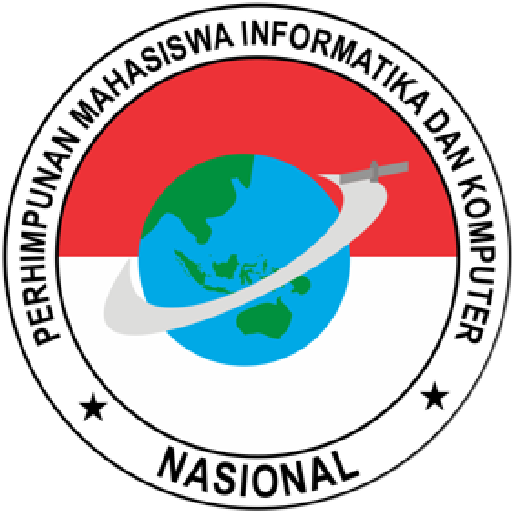 PERHIMPUNAN MAHASISWA INFORMATIKA DAN KOMPUTER
NASIONAL